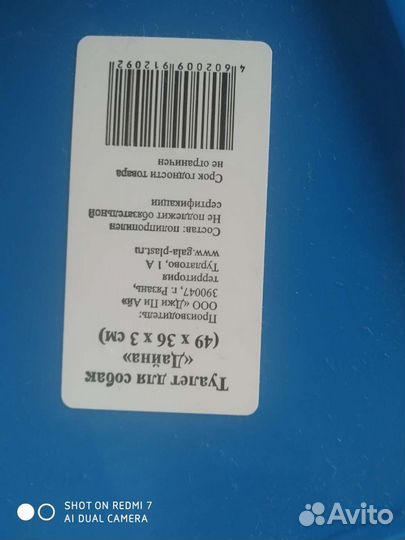 Туалет для собак
«Дайна»
(49 x 36 x 3 см)
Производитель:
ООО «Джи Пи Ай»
390047, г. Рязань,
территория
Турлатово, 1 А
www.gala-plast.ru
Состав: полипропилен
Не подлежит обязательной
сертификации
Срок годности товара
не ограничен
4 602009 912092
SHOT ON REDMI 7
AI DUAL CAMERA
Avito